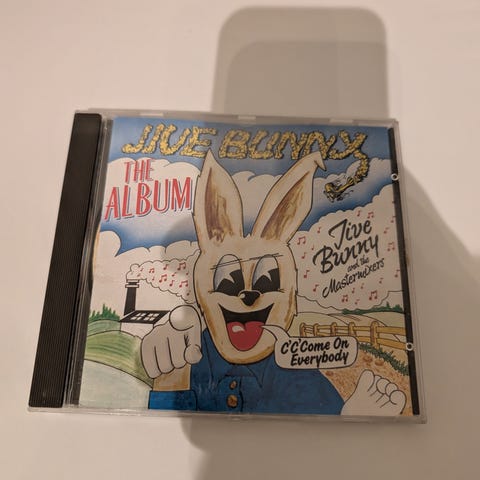 JIVE BUNNY
THE
ALBUM
Jive
Bunny
and the
Mastermixers
C'C'Come On
Everybody